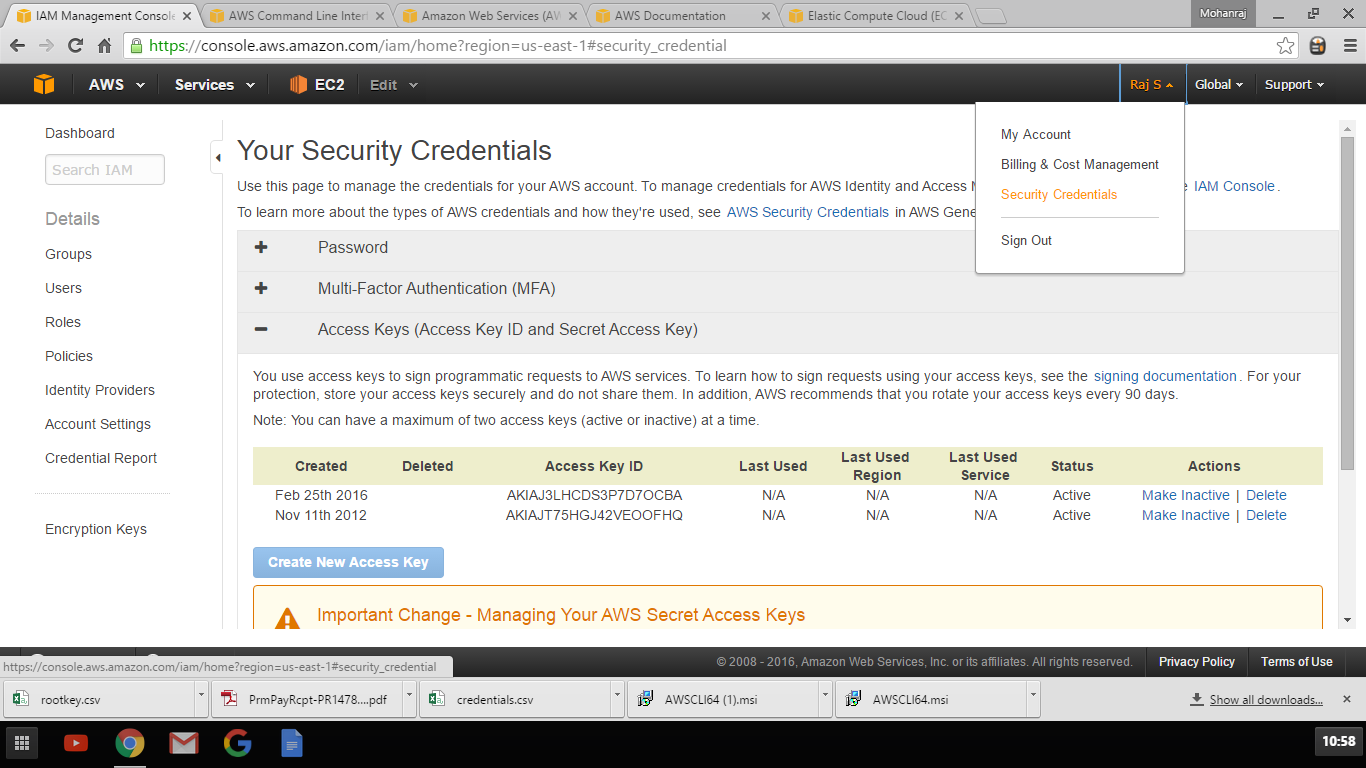 IAM Management Console
AWS Command Line Interf
Amazon Web Services (AW
AWS Documentation
Elastic Compute Cloud (EC
Mohanraj
https://console.aws.amazon.com/iam/home?region=us-east-1#security_credential
AWS
Services
EC2
Edit
Raj S
Global
Support
My Account
Billing & Cost Management
Security Credentials
Sign Out
Dashboard
Search IAM
Details
Groups
Users
Roles
Policies
Identity Providers
Account Settings
Credential Report
Encryption Keys
Your Security Credentials
Use this page to manage the credentials for your AWS account. To manage credentials for AWS Identity and Access IAM Console .
To learn more about the types of AWS credentials and how they're used, see AWS Security Credentials in AWS Gene
Password
Multi-Factor Authentication (MFA)
Access Keys (Access Key ID and Secret Access Key)
You use access keys to sign programmatic requests to AWS services. To learn how to sign requests using your access keys, see the signing documentation . For your
protection, store your access keys securely and do not share them. In addition, AWS recommends that you rotate your access keys every 90 days.
Note: You can have a maximum of two access keys (active or inactive) at a time.
Created Deleted Access Key ID Last Used Last Used Region Last Used Service Status Actions
Feb 25th 2016 AKIAJ3LHCDS3P7D7OCBA N/A N/A N/A Active Make Inactive | Delete
Nov 11th 2012 AKIAJT75HGJ42VEOOFHQ N/A N/A N/A Active Make Inactive | Delete
Create New Access Key
Important Change - Managing Your AWS Secret Access Keys
https://console.aws.amazon.com/iam/home?region=us-east-1#security_credential
© 2008 - 2016, Amazon Web Services, Inc. or its affiliates. All rights reserved.
Privacy Policy
Terms of Use
rootkey.csv
PrmPayRcpt-PR1478....pdf
credentials.csv
AWSCLI64 (1).msi
AWSCLI64.msi
Show all downloads...
10:58